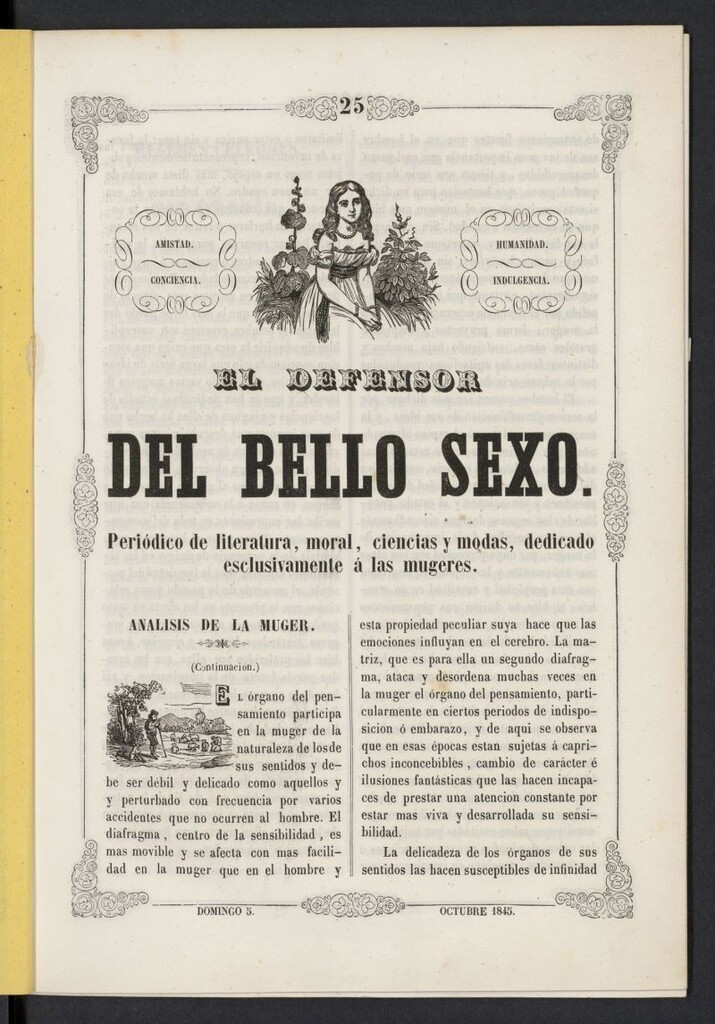 25
AMISTAD.
CONCIENCIA.
HUMANIDAD.
INDULGENCIA.
EL DEFENSOR
DEL BELLO SEXO.
Periódico de literatura, moral, ciencias y modas, dedicado
esclusivamente á las mugeres.
ANALISIS DE LA MUGER.
(Continuacion.)
EL órgano del pen-
samiento participa
en la muger de la
naturaleza de los de
sus sentidos y de-
be ser débil y delicado como aquellos y
y perturbado con frecuencia por varios
accidentes que no ocurren al hombre. El
diafragma, centro de la sensibilidad, es
mas movible y se afecta con mas facili-
dad en la muger que en el hombre y
esta propiedad peculiar suya hace que las
emociones influyan en el cerebro. La ma-
triz, que es para ella un segundo diafrag-
ma, ataca y desordena muchas veces en
la muger el órgano del pensamiento, parti-
cularmente en ciertos periodos de indispo-
sicion ó embarazo, y de aqui se observa
que en esas épocas estan sujetas á capri-
chos inconcebibles, cambio de carácter é
ilusiones fantásticas que las hacen incapa-
ces de prestar una atencion constante por
estar mas viva y desarrollada su sensi-
bilidad.
La delicadeza de los órganos de sus
sentidos las hacen susceptibles de infinidad
DOMINGO 5.
OCTUBRE 1845.